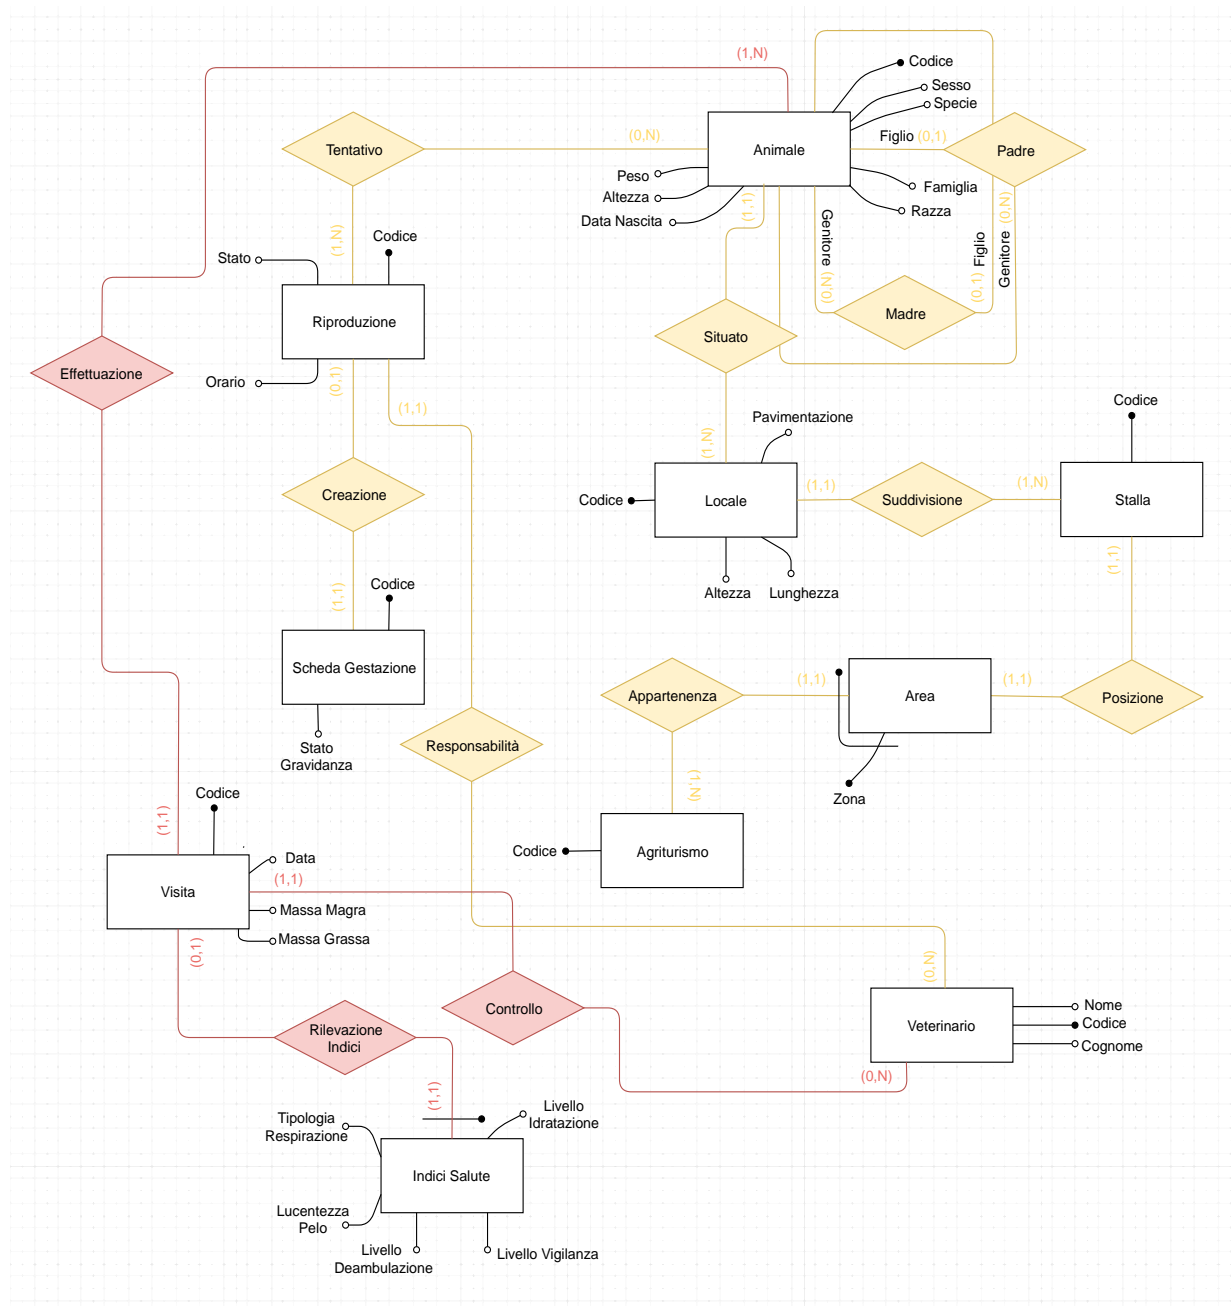 (1,N)
Codice
Sesso
Specie
Tentativo
(0,N)
Animale
Figlio (0,1)
Padre
Peso
Altezza
Data Nascita
Famiglia
Razza
(1,1)
Genitore
(0,N)
Figlio
(0,1)
Genitore (0,N)
Madre
(1,N)
Codice
Stato
Riproduzione
Orario
Situato
Effettuazione
(0,1)
(1,1)
Pavimentazione
Codice
(1,N)
Codice
Locale
(1,1)
Suddivisione
(1,N)
Stalla
Creazione
Altezza
Lunghezza
(1,1)
(1,1)
Codice
Scheda Gestazione
Stato
Gravidanza
Appartenenza
(1,1)
Area
(1,1)
Posizione
Zona
Responsabilità
(1,N)
Codice
Agriturismo
Codice
(1,1)
Data
(1,1)
Visita
Massa Magra
Massa Grassa
(0,1)
(0,N)
Controllo
Veterinario
Nome
Codice
Cognome
(0,N)
Rilevazione
Indici
(1,1)
Tipologia
Respirazione
Livello
Idratazione
Indici Salute
Lucentezza
Pelo
Livello
Deambulazione
Livello Vigilanza